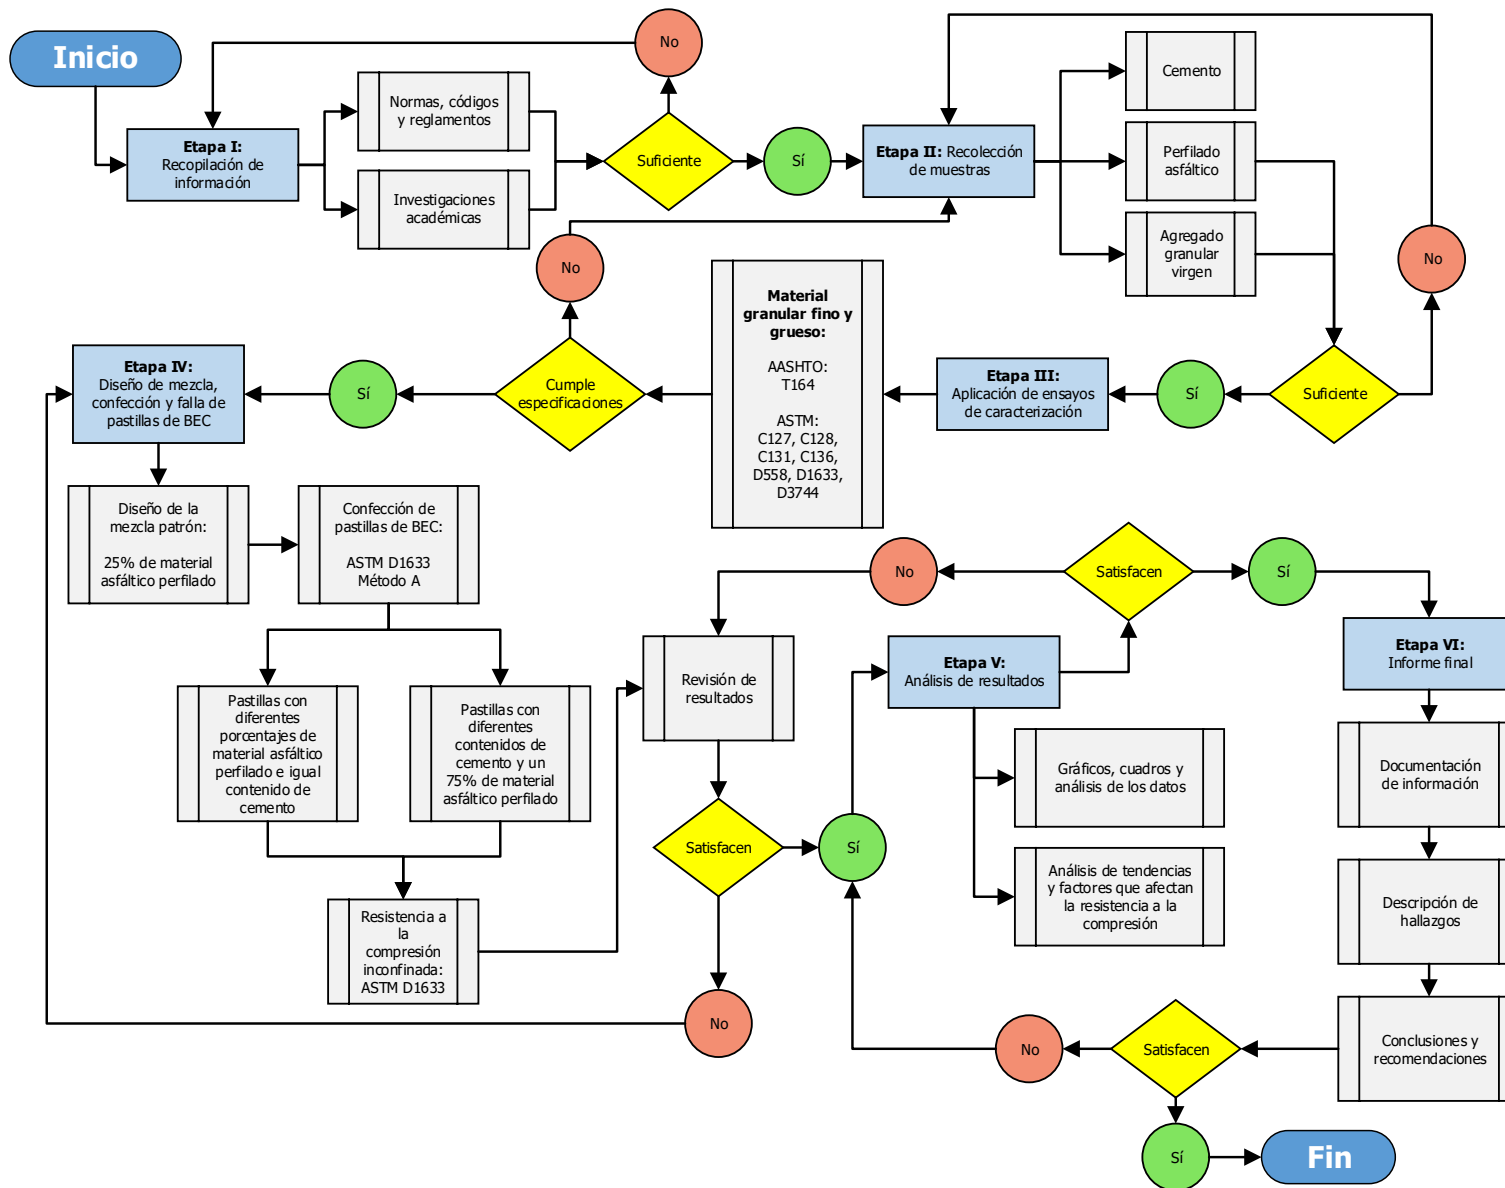 Inicio
No
Normas, códigos
y reglamentos
Etapa I:
Recopilación de
información
Investigaciones
académicas
Suficiente
Sí
Etapa II: Recolección
de muestras
Cemento
Perfilado
asfáltico
Agregado
granular
virgen
No
No
Suficiente
Sí
Etapa III:
Aplicación de ensayos
de caracterización
Material
granular fino y
grueso:
AASHTO:
T164
ASTM:
C127, C128,
C131, C136,
D558, D1633,
D3744
Cumple
especificaciones
Sí
Etapa IV:
Diseño de mezcla,
confección y falla de
pastillas de BEC
Diseño de la
mezcla patrón:
25% de material
asfáltico perfilado
Confección de
pastillas de BEC:
ASTM D1633
Método A
Pastillas con
diferentes
porcentajes de
material asfáltico
perfilado e igual
contenido de
cemento
Pastillas con
diferentes
contenidos de
cemento y un
75% de material
asfáltico perfilado
Resistencia a
la
compresión
inconfinada:
ASTM D1633
Revisión de
resultados
Satisfacen
No
Sí
Etapa V:
Análisis de resultados
Gráficos, cuadros y
análisis de los datos
Análisis de tendencias
y factores que afectan
la resistencia a la
compresión
No
Satisfacen
Sí
Etapa VI:
Informe final
Documentación
de información
Descripción de
hallazgos
Conclusiones y
recomendaciones
Satisfacen
No
Sí
Fin